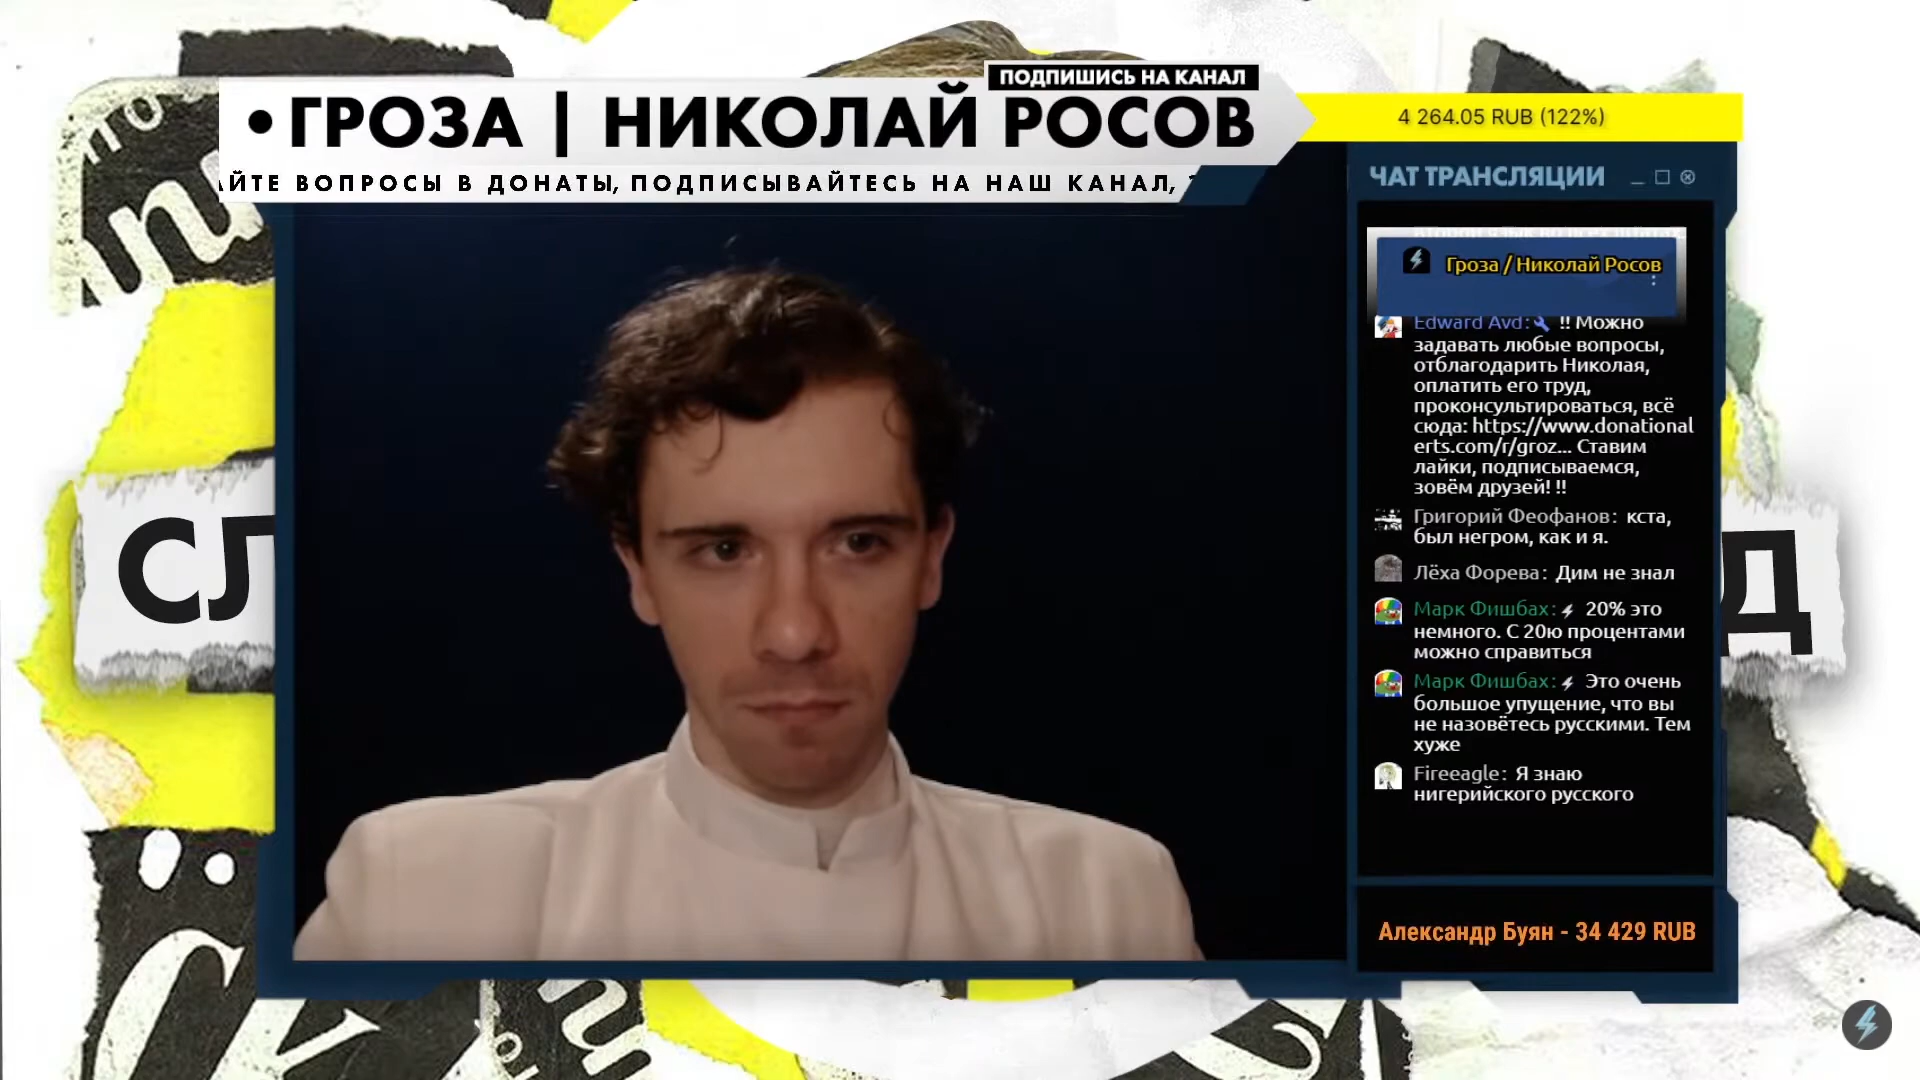 ПОДПИШИСЬ НА КАНАЛ
• ГРОЗА | НИКОЛАЙ РОСОВ
ЙТЕ ВОПРОСЫ В ДОНАТЫ, ПОДПИСЫВАЙТЕСЬ НА НАШ КАНАЛ,
4 264.05 RUB (122%)
ЧАТ ТРАНСЛЯЦИИ
Гроза / Николай Росов
Edward Avd: !! Можно
задавать любые вопросы,
отблагодарить Николая,
оплатить его труд,
проконсультироваться, всё
сюда: https://www.donational
erts.com/r/groz... Ставим
лайки, подписываемся,
зовём друзей! !!
Григорий Феофанов: кста,
был негром, как и я.
Лёха Форева: Дим не знал
Марк Фишбах: 20% это
немного. С 20ю процентами
можно справиться
Марк Фишбах: Это очень
большое упущение, что вы
не назовётесь русскими. Тем
хуже
Fireeagle: Я знаю
нигерийского русского
Александр Буян - 34 429 RUB
СЛ
Д